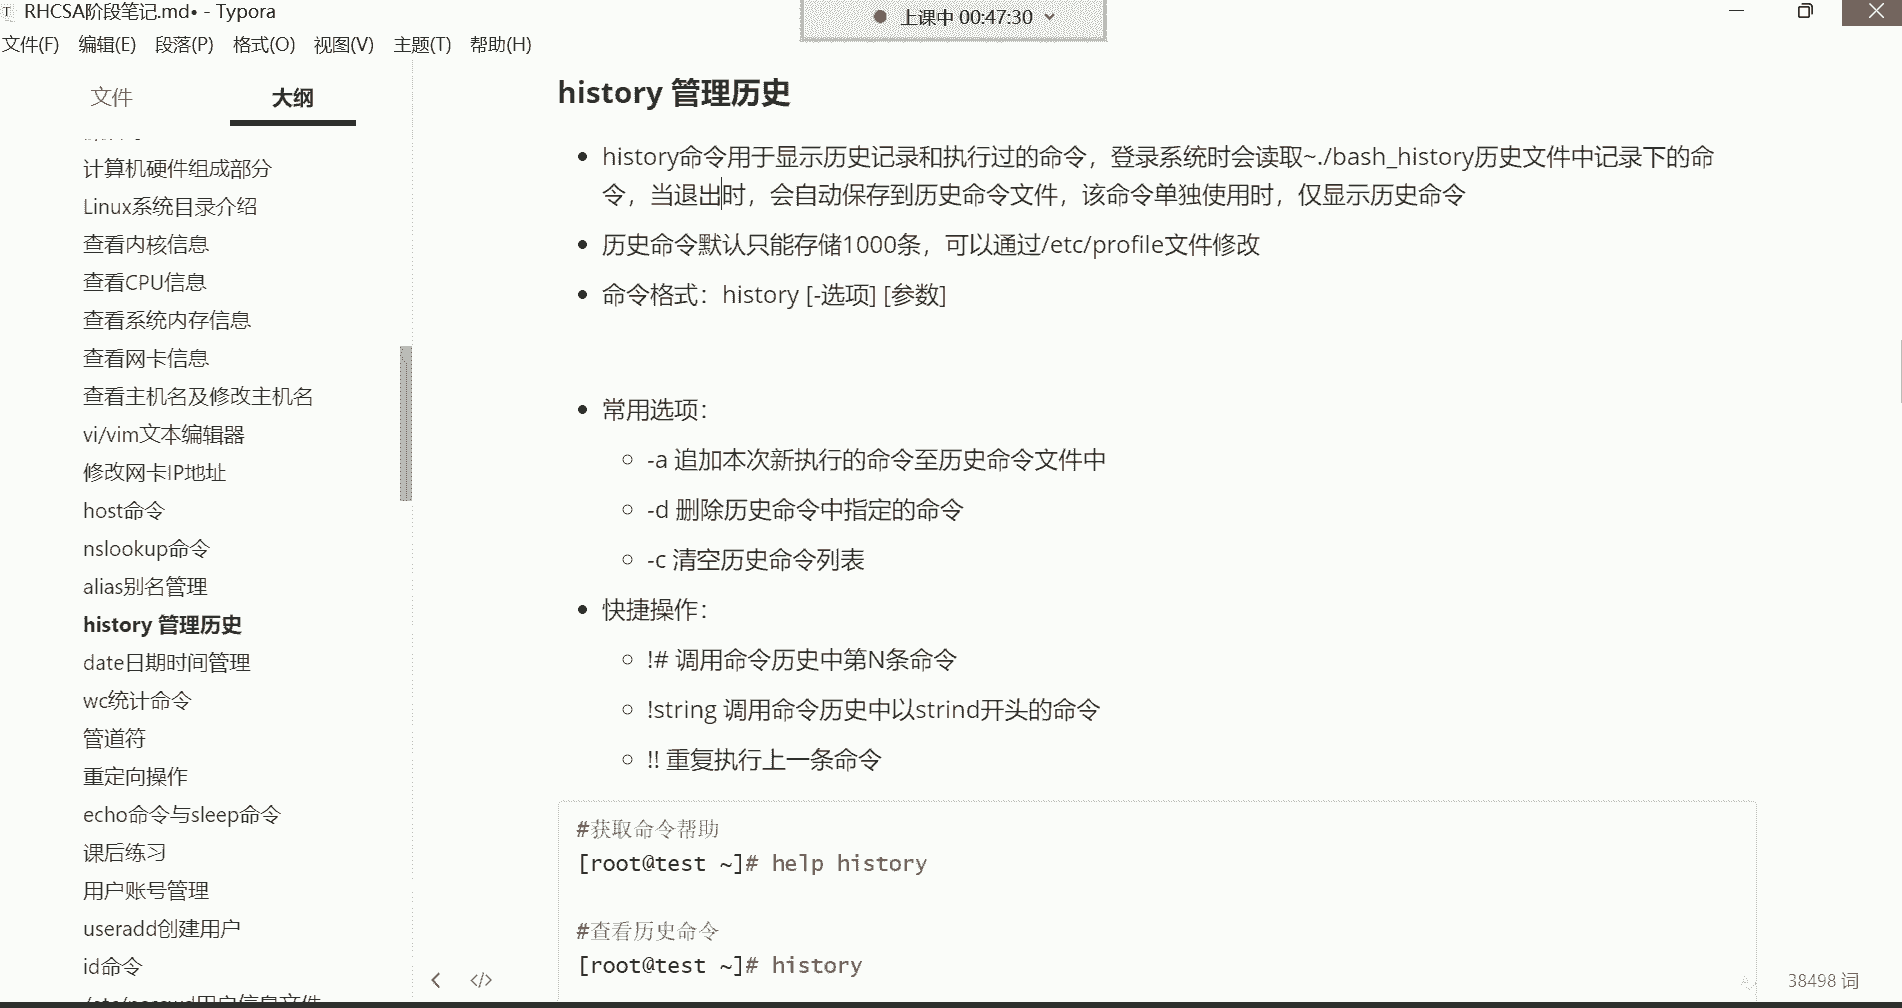 RHCSA阶段笔记.md• - Typora
上课中 00:47:30
文件(F) 编辑(E) 段落(P) 格式(O) 视图(V) 主题(T) 帮助(H)
文件 大纲
计算机硬件组成部分
Linux系统目录介绍
查看内核信息
查看CPU信息
查看系统内存信息
查看网卡信息
查看主机名及修改主机名
vi/vim文本编辑器
修改网卡IP地址
host命令
nslookup命令
alias别名管理
history 管理历史
date日期时间管理
wc统计命令
管道符
重定向操作
echo命令与sleep命令
课后练习
用户账号管理
useradd创建用户
id命令
/etc/passwd用户信息文件
history 管理历史
• history命令用于显示历史记录和执行过的命令，登录系统时会读取~./bash_history历史文件中记录下的命
令，当退出时，会自动保存到历史命令文件，该命令单独使用时，仅显示历史命令
• 历史命令默认只能存储1000条，可以通过/etc/profile文件修改
• 命令格式：history [-选项] [参数]
• 常用选项：
○ -a 追加本次新执行的命令至历史命令文件中
○ -d 删除历史命令中指定的命令
○ -c 清空历史命令列表
• 快捷操作：
○ !# 调用命令历史中第N条命令
○ !string 调用命令历史中以strind开头的命令
○ !! 重复执行上一条命令
#获取命令帮助
[root@test ~]# help history
#查看历史命令
[root@test ~]# history
38498 词